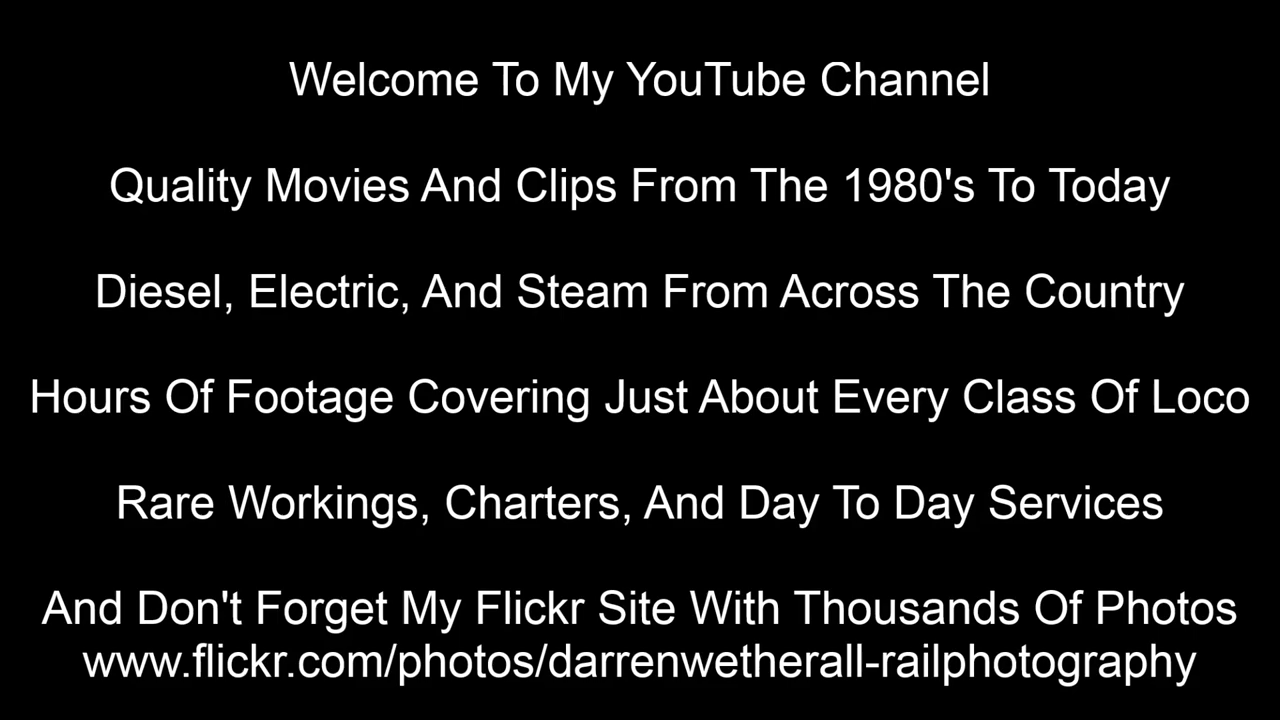 Welcome To My YouTube Channel
Quality Movies And Clips From The 1980's To Today
Diesel, Electric, And Steam From Across The Country
Hours Of Footage Covering Just About Every Class Of Loco
Rare Workings, Charters, And Day To Day Services
And Don't Forget My Flickr Site With Thousands Of Photos
www.flickr.com/photos/darrenwetherall-railphotography